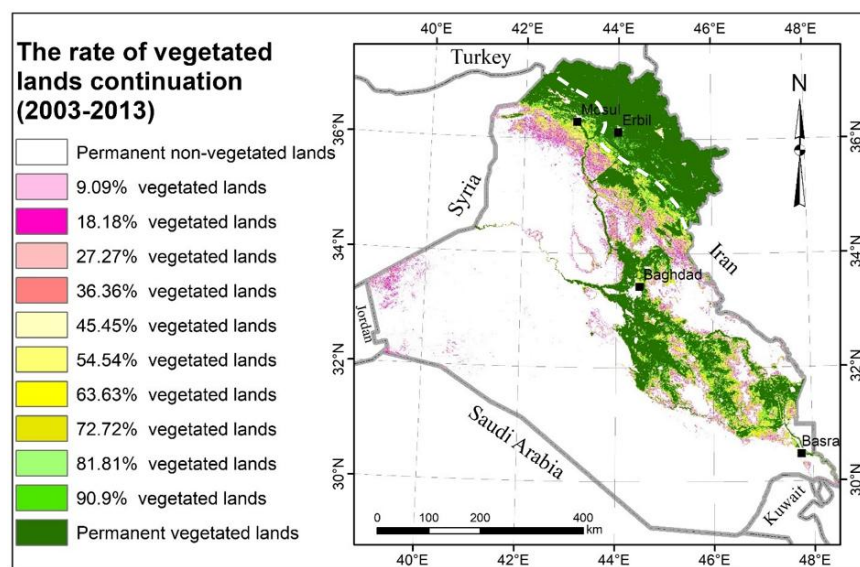 The rate of vegetated
lands continuation
(2003-2013)
Permanent non-vegetated lands
9.09% vegetated lands
18.18% vegetated lands
27.27% vegetated lands
36.36% vegetated lands
45.45% vegetated lands
54.54% vegetated lands
63.63% vegetated lands
72.72% vegetated lands
81.81% vegetated lands
90.9% vegetated lands
Permanent vegetated lands
40°E 42°E 44°E 46°E 48°E
Turkey
N
Mosul
Erbil
36°N 36°N
Syria
Iran
34°N 34°N
Baghdad
Jordan
32°N 32°N
Saudi Arabia
Basra
30°N 30°N
Kuwait
0 100 200 400
km
40°E 42°E 44°E 46°E 48°E